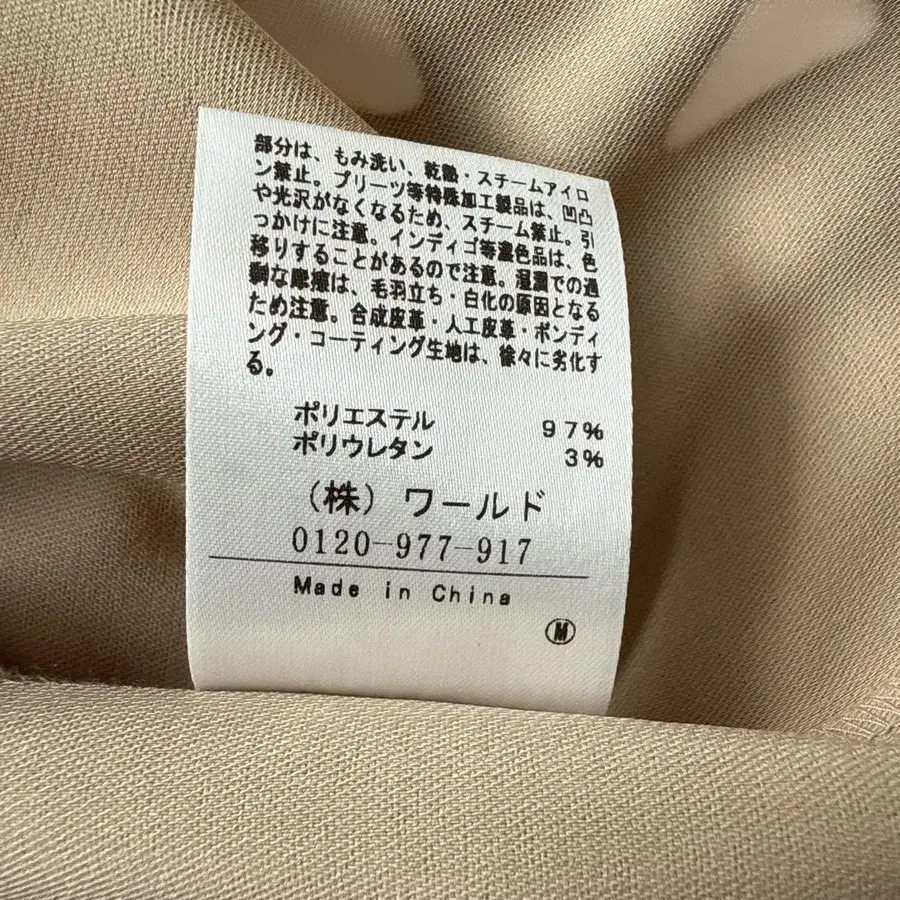 部分は、もみ洗い、乾熱・スチームアイロ
ン禁止。プリーツ等特殊加工製品は、凹凸
や光沢がなくなるため、スチーム禁止。引
っかけに注意。インディゴ等濃色品は、色
移りすることがあるので注意。湿潤での過
剰な摩擦は、毛羽立ち・白化の原因となる
ため注意。合成皮革・人工皮革・ボンディ
ング・コーティング生地は、徐々に劣化す
る。
ポリエステル 97%
ポリウレタン 3%
(株)ワールド
0120-977-917
Made in China
Ⓜ